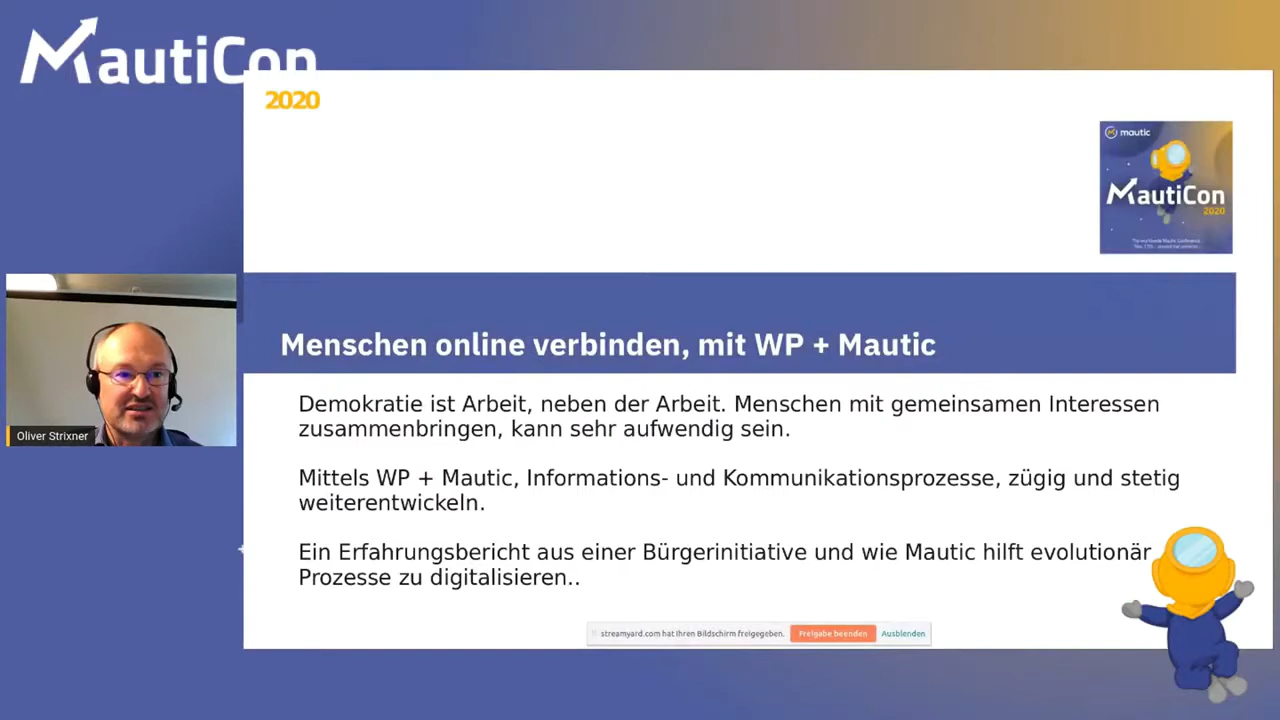 MautiCon
2020
mautic
MautiCon
2020
Menschen online verbinden, mit WP + Mautic
Oliver Strixner
Demokratie ist Arbeit, neben der Arbeit. Menschen mit gemeinsamen Interessen
zusammenbringen, kann sehr aufwendig sein.
Mittels WP + Mautic, Informations- und Kommunikationsprozesse, zügig und stetig
weiterentwickeln.
Ein Erfahrungsbericht aus einer Bürgerinitiative und wie Mautic hilft evolutionär
Prozesse zu digitalisieren..
streamyard.com hat Ihren Bildschirm freigegeben.
Freigabe beenden
Ausblenden